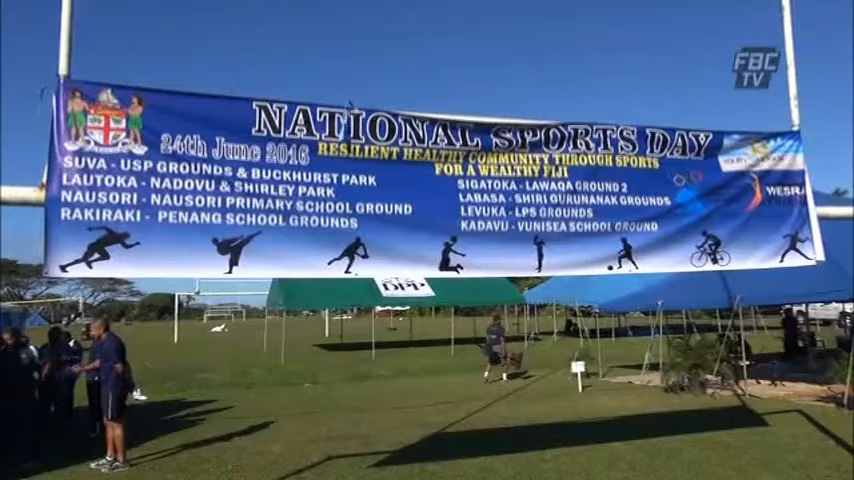 FBC
TV
NATIONAL SPORTS DAY
24th June 2016
RESILIENT HEALTHY COMMUNITY THROUGH SPORTS
FOR A WEALTHY FIJI
SUVA - USP GROUNDS & BUCKHURST PARK
LAUTOKA - NADOVU & SHIRLEY PARK
NAUSORI - NAUSORI PRIMARY SCHOOL GROUND
RAKIRAKI - PENANG SCHOOL GROUNDS
SIGATOKA - LAWAQA GROUND 2
LABASA - SHIRI GURUNANAK GROUNDS
LEVUKA - LPS GROUNDS
KADAVU - VUNISEA SCHOOL GROUND
DPP